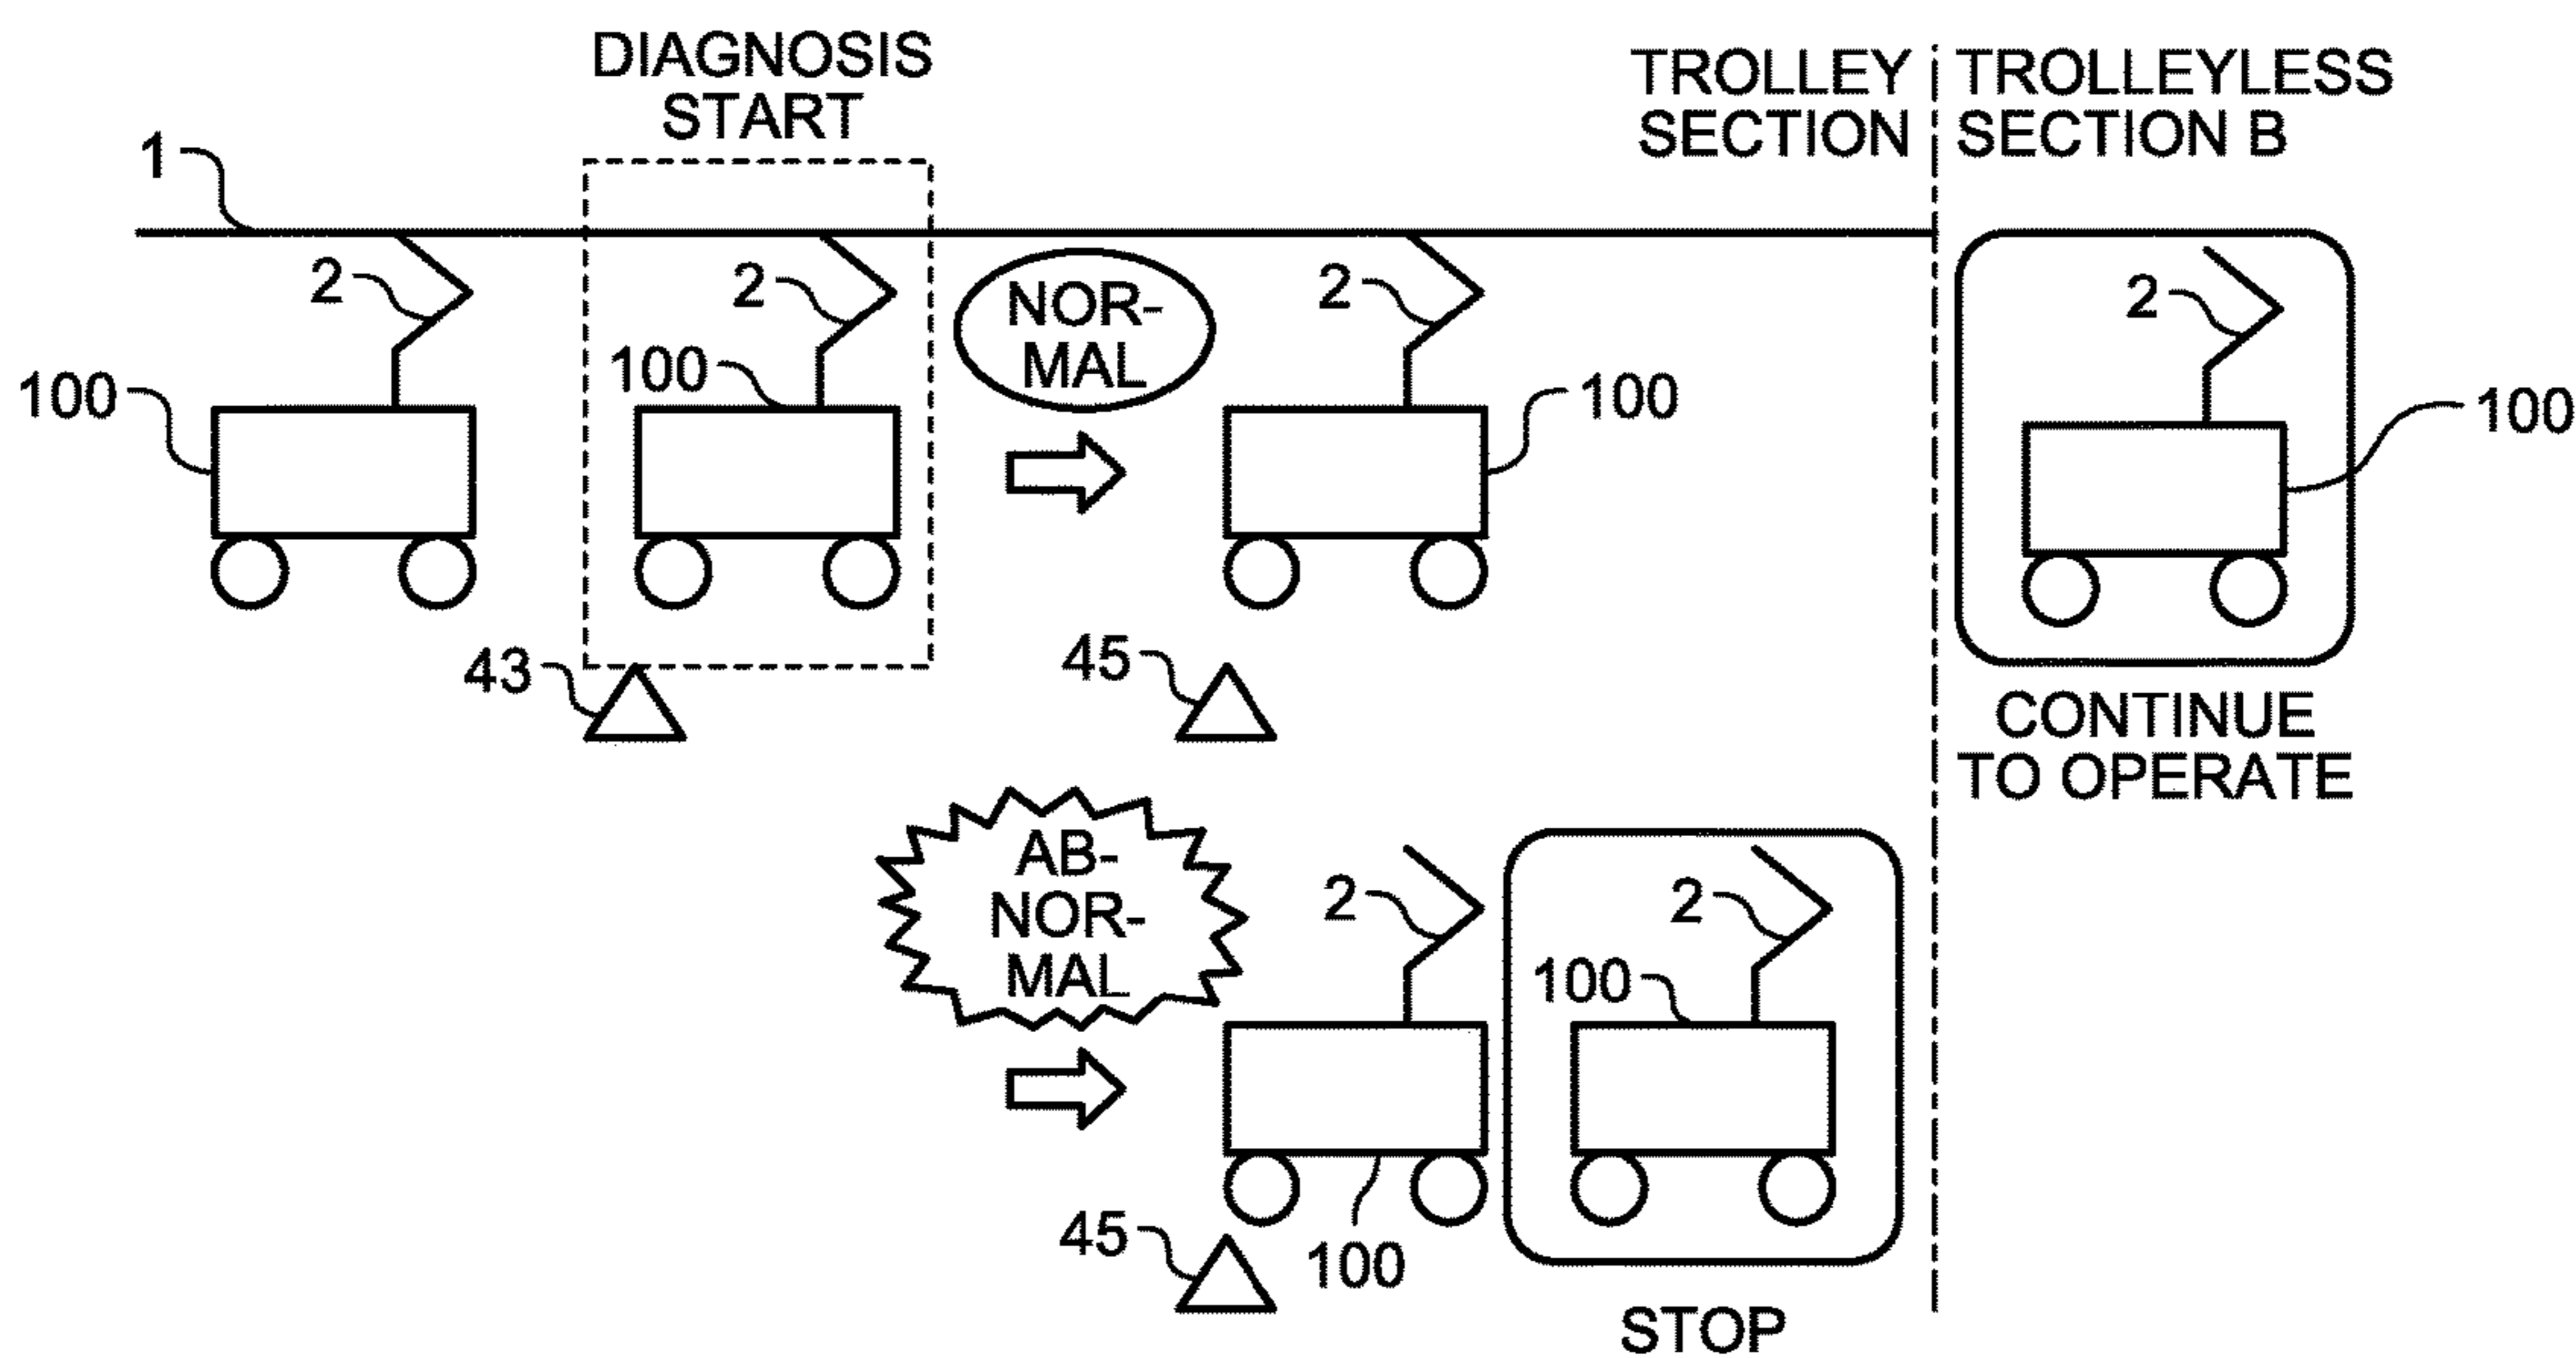 DIAGNOSIS
START
TROLLEY
SECTION
TROLLEYLESS
SECTION B
1
2
2
NOR-
MAL
2
2
100
100
100
100
43
45
CONTINUE
TO OPERATE
AB-
NOR-
MAL
2
2
100
45
100
STOP